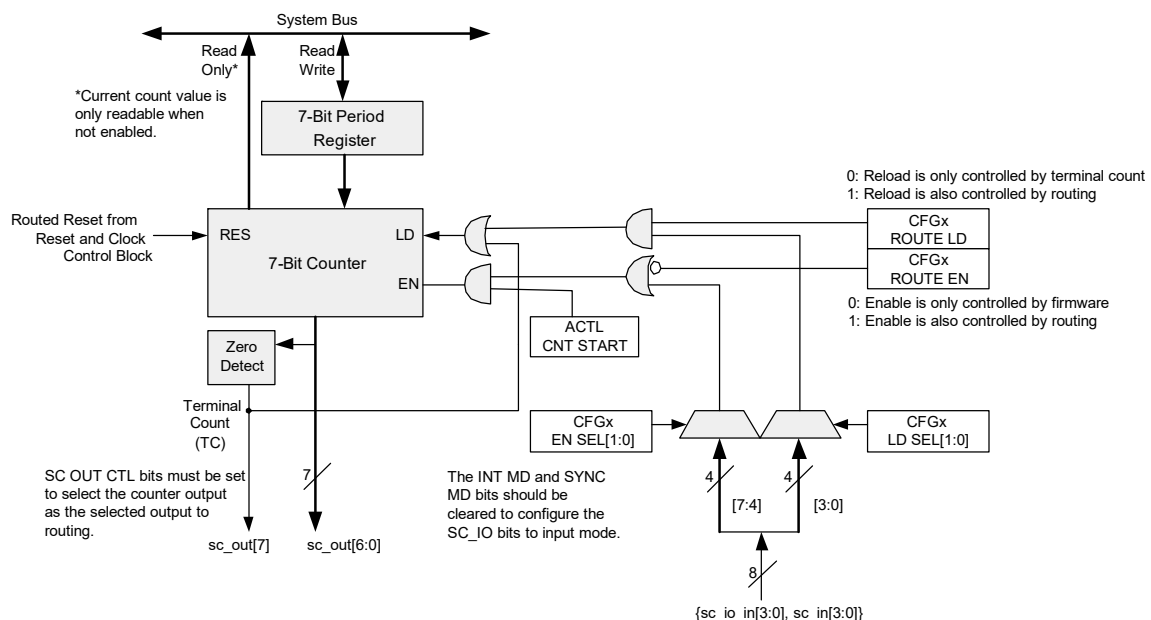 System Bus
Read
Only*
Read
Write
*Current count value is
only readable when
not enabled.
7-Bit Period
Register
0: Reload is only controlled by terminal count
1: Reload is also controlled by routing
Routed Reset from
Reset and Clock
Control Block
RES
LD
7-Bit Counter
EN
CFGx
ROUTE LD
CFGx
ROUTE EN
0: Enable is only controlled by firmware
1: Enable is also controlled by routing
ACTL
CNT START
Zero
Detect
Terminal
Count
(TC)
CFGx
EN SEL[1:0]
CFGx
LD SEL[1:0]
SC OUT CTL bits must be set
to select the counter output
as the selected output to
routing.
7
The INT MD and SYNC
MD bits should be
cleared to configure the
SC_IO bits to input mode.
4
4
[7:4]
[3:0]
sc_out[7]
sc_out[6:0]
8
{sc_io_in[3:0], sc_in[3:0]}